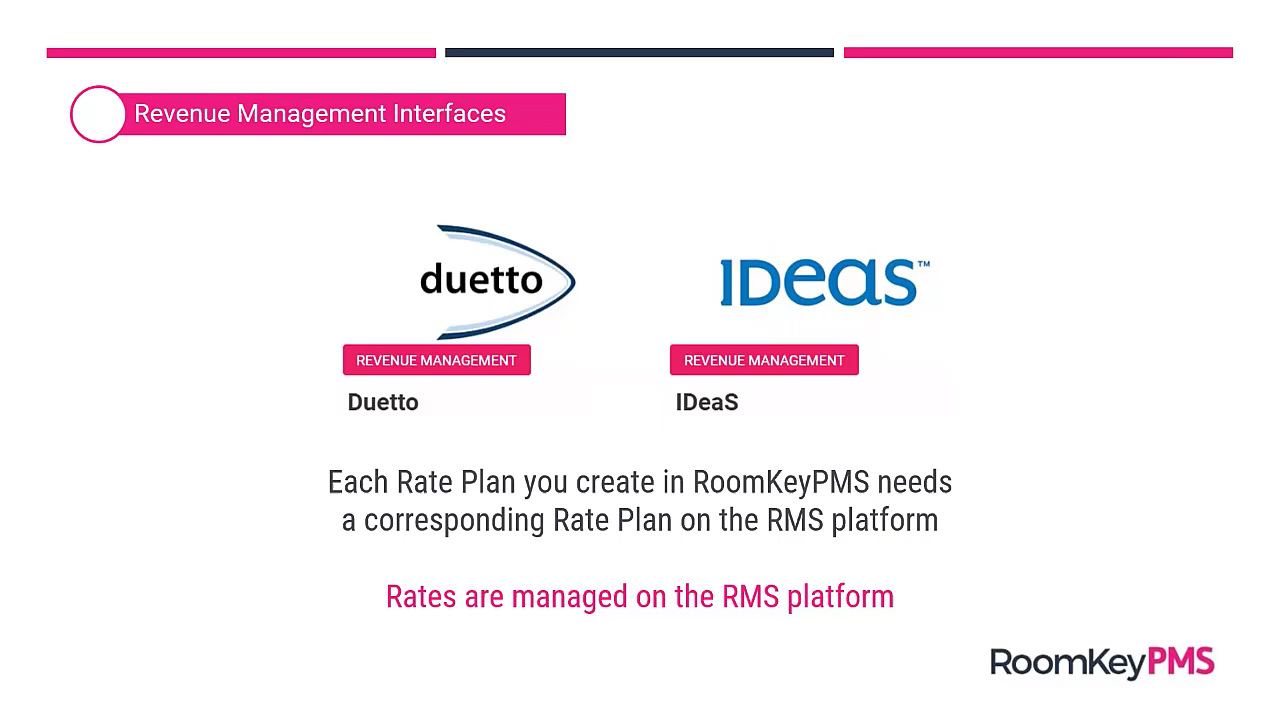 Revenue Management Interfaces
duetto
IDeaS™
REVENUE MANAGEMENT
REVENUE MANAGEMENT
Duetto
IDeaS
Each Rate Plan you create in RoomKeyPMS needs
a corresponding Rate Plan on the RMS platform
Rates are managed on the RMS platform
RoomKeyPMS